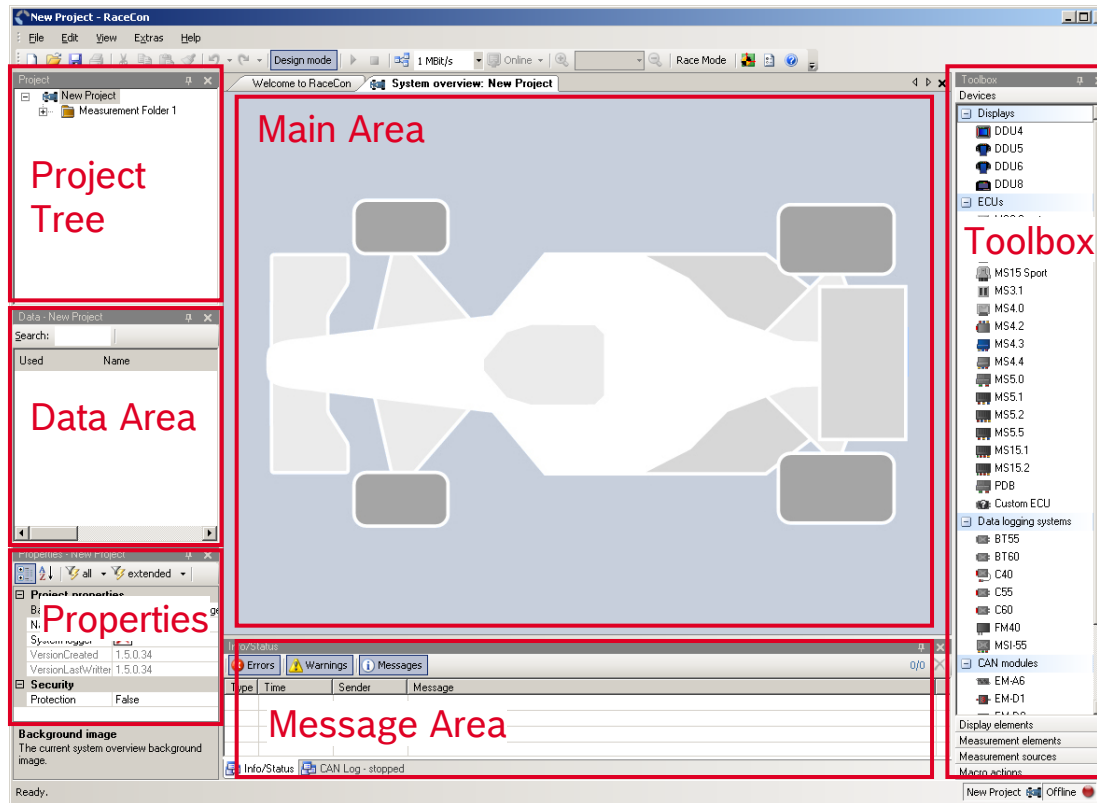 New Project - RaceCon
File Edit View Extras Help
Design mode 1 MBit/s Online Race Mode
Project
New Project
Measurement Folder 1
Project
Tree
Welcome to RaceCon System overview: New Project
Main Area
Data - New Project
Search:
Used Name
Data Area
Properties - New Project
all extended
Project properties
Properties
System logger
VersionCreated 1.5.0.34
VersionLastWritter 1.5.0.34
Security
Protection False
Background image
The current system overview background
image.
Info/Status
Errors Warnings Messages 0/0
Type Time Sender Message
Message Area
Info/Status CAN Log - stopped
Toolbox
Devices
Displays
DDU4
DDU5
DDU6
DDU8
ECUs
Toolbox
MS15 Sport
MS3.1
MS4.0
MS4.2
MS4.3
MS4.4
MS5.0
MS5.1
MS5.2
MS5.5
MS15.1
MS15.2
PDB
Custom ECU
Data logging systems
BT55
BT60
C40
C55
C60
FM40
MSI-55
CAN modules
EM-A6
EM-D1
Display elements
Measurement elements
Measurement sources
Macro actions
Ready. New Project Offline